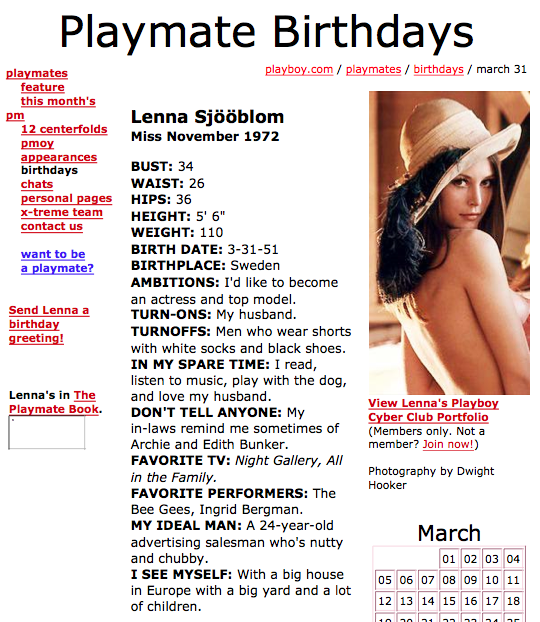 Playmate Birthdays
playboy.com / playmates / birthdays / march 31
playmates
feature
this month's
pm
12 centerfolds
pmoy
appearances
birthdays
chats
personal pages
x-treme team
contact us
want to be
a playmate?
Send Lenna a
birthday
greeting!
Lenna's in The
Playmate Book.
Lenna Sjööblom
Miss November 1972
BUST: 34
WAIST: 26
HIPS: 36
HEIGHT: 5' 6"
WEIGHT: 110
BIRTH DATE: 3-31-51
BIRTHPLACE: Sweden
AMBITIONS: I'd like to become
an actress and top model.
TURN-ONS: My husband.
TURNOFFS: Men who wear shorts
with white socks and black shoes.
IN MY SPARE TIME: I read,
listen to music, play with the dog,
and love my husband.
DON'T TELL ANYONE: My
in-laws remind me sometimes of
Archie and Edith Bunker.
FAVORITE TV: Night Gallery, All
in the Family.
FAVORITE PERFORMERS: The
Bee Gees, Ingrid Bergman.
MY IDEAL MAN: A 24-year-old
advertising salesman who's nutty
and chubby.
I SEE MYSELF: With a big house
in Europe with a big yard and a lot
of children.
View Lenna's Playboy
Cyber Club Portfolio
(Members only. Not a
member? Join now!)
Photography by Dwight
Hooker
March
01 02 03 04
05 06 07 08 09 10 11
12 13 14 15 16 17 18
19 20 21 22 23 24 25